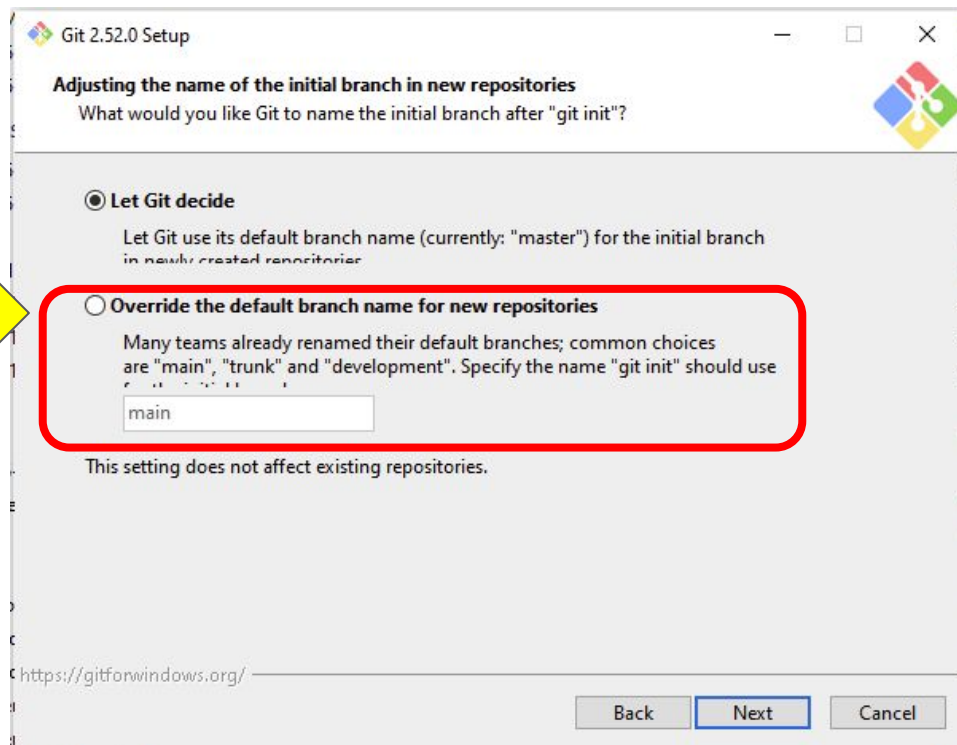 Git 2.52.0 Setup
Adjusting the name of the initial branch in new repositories
What would you like Git to name the initial branch after "git init"?
Let Git decide
Let Git use its default branch name (currently: "master") for the initial branch
in newly created repositories
Override the default branch name for new repositories
Many teams already renamed their default branches; common choices
are "main", "trunk" and "development". Specify the name "git init" should use
main
This setting does not affect existing repositories.
https://gitforwindows.org/
Back
Next
Cancel